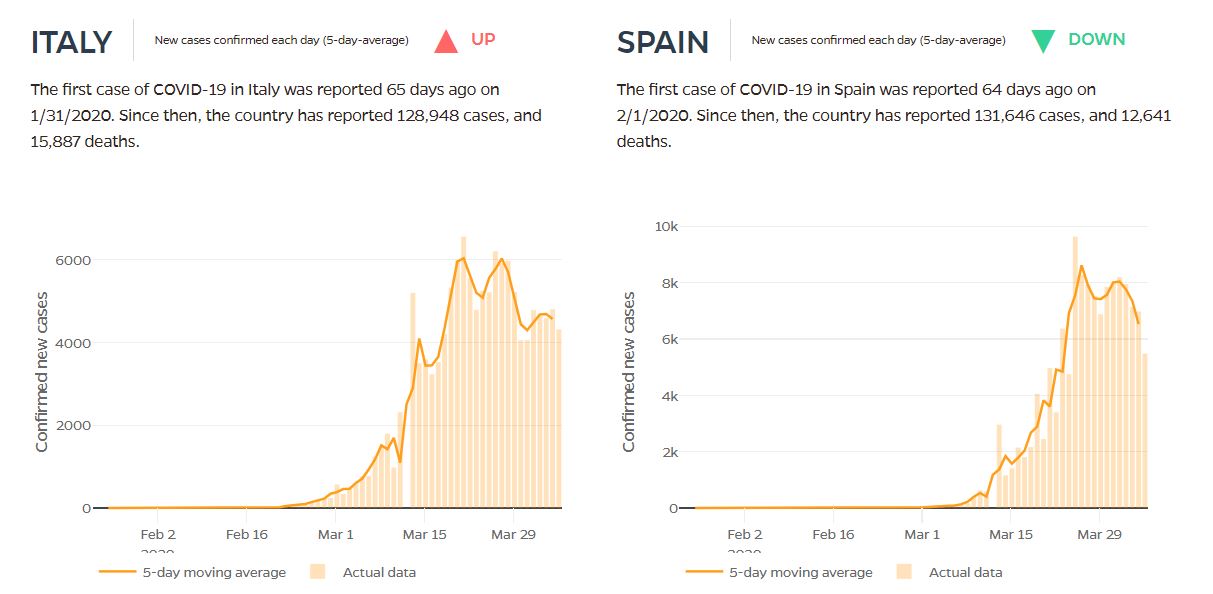 ITALY
New cases confirmed each day (5-day-average)
UP
The first case of COVID-19 in Italy was reported 65 days ago on
1/31/2020. Since then, the country has reported 128,948 cases, and
15,887 deaths.
6000
4000
2000
0
Confirmed new cases
Feb 2
2020
Feb 16
Mar 1
Mar 15
Mar 29
5-day moving average
Actual data
SPAIN
New cases confirmed each day (5-day-average)
DOWN
The first case of COVID-19 in Spain was reported 64 days ago on
2/1/2020. Since then, the country has reported 131,646 cases, and 12,641
deaths.
10k
8k
6k
4k
2k
0
Confirmed new cases
Feb 2
2020
Feb 16
Mar 1
Mar 15
Mar 29
5-day moving average
Actual data